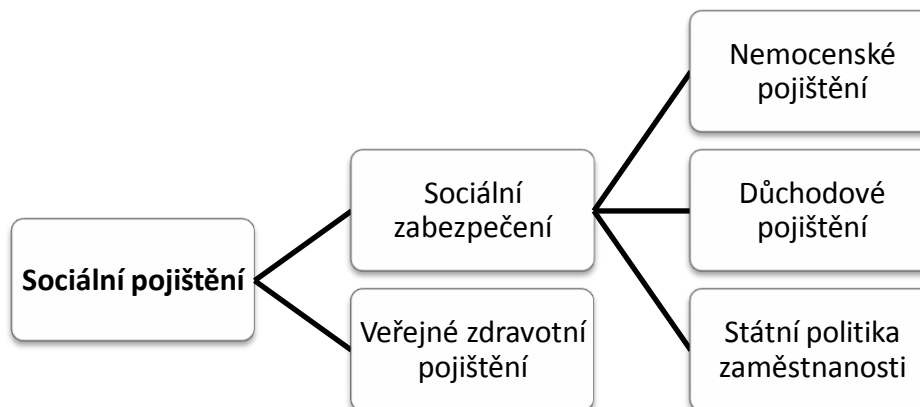 Sociální pojištění
Sociální
zabezpečení
Veřejné zdravotní
pojištění
Nemocenské
pojištění
Důchodové
pojištění
Státní politika
zaměstnanosti